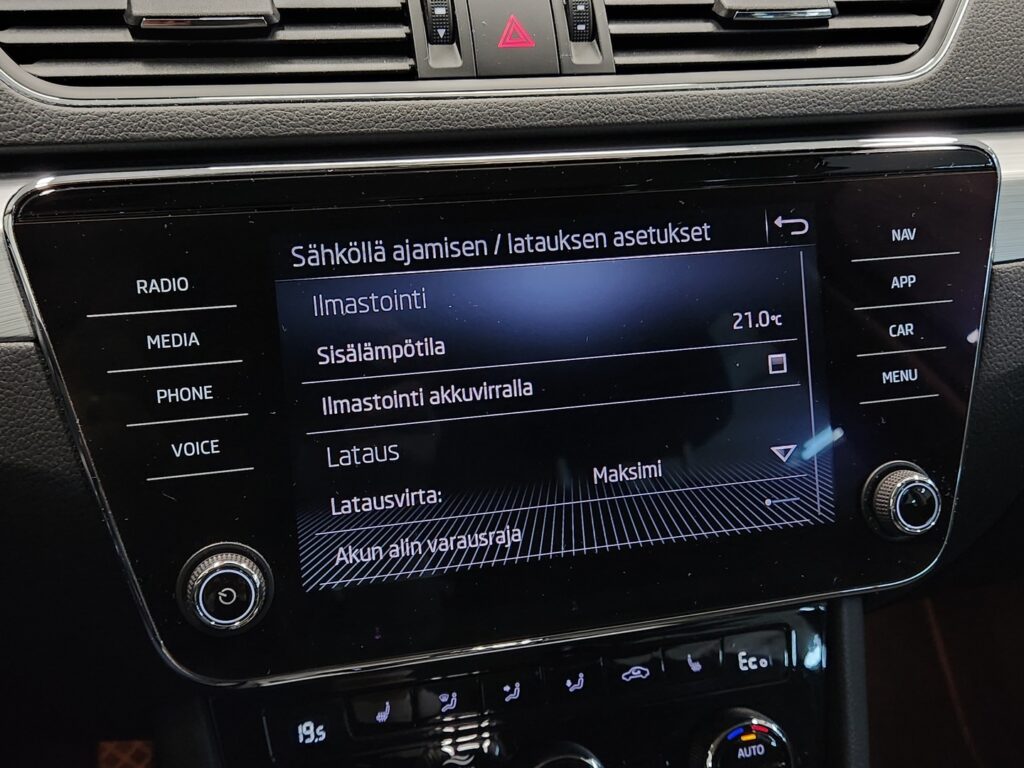 RADIO
MEDIA
PHONE
VOICE
Sähköllä ajamisen / latauksen asetukset
Ilmastointi
Sisälämpötila 21.0°C
Ilmastointi akkuvirralla
Lataus
Latausvirta: Maksimi
Akun alin varausraja
NAV
APP
CAR
MENU
19.5
Eco
AUTO